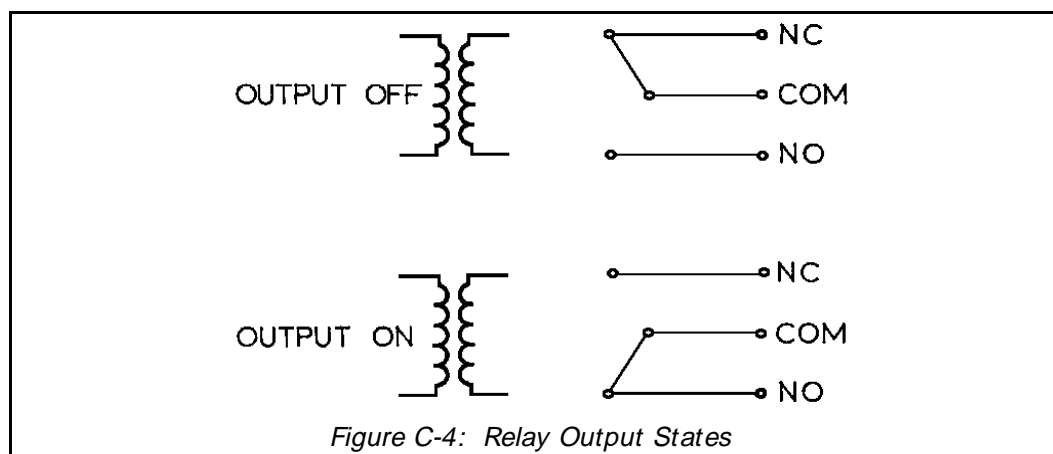 NC
OUTPUT OFF
COM
NO
NC
OUTPUT ON
COM
NO
Figure C-4: Relay Output States